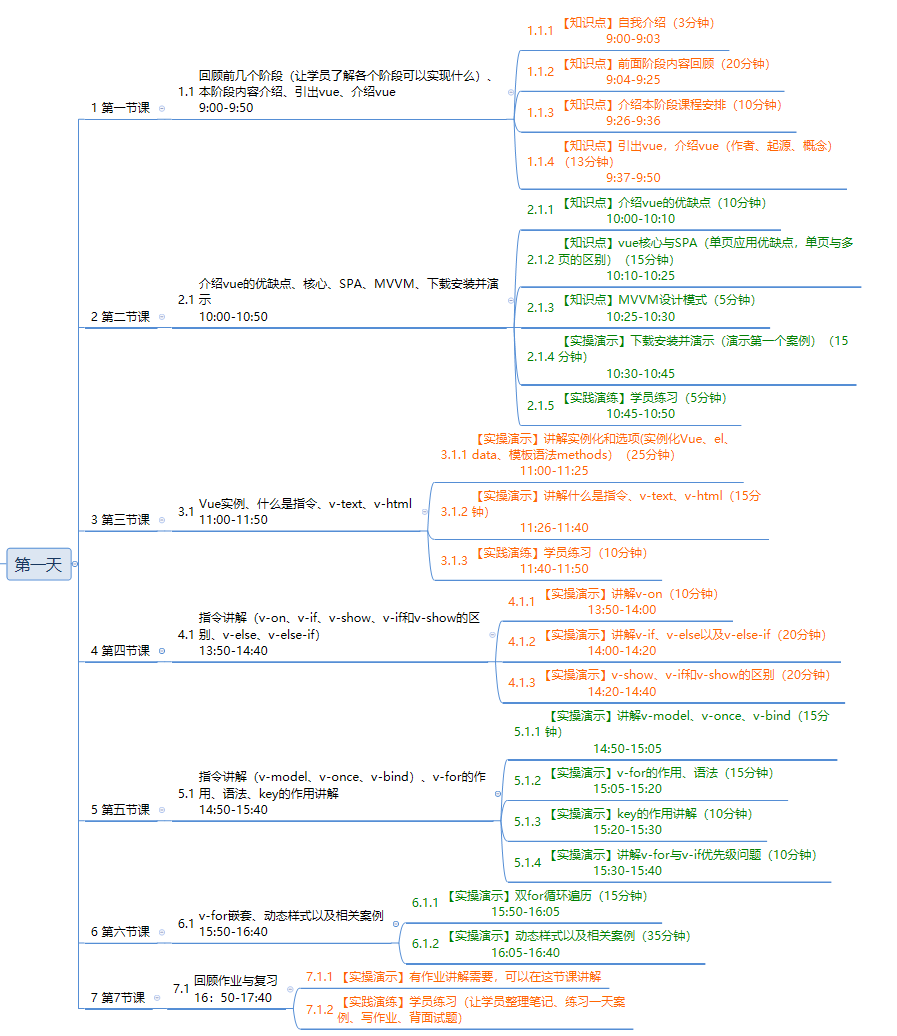 第一天
1 第一节课
1.1 回顾前几个阶段（让学员了解各个阶段可以实现什么）、
本阶段内容介绍、引出vue、介绍vue
9:00-9:50
1.1.1 【知识点】自我介绍（3分钟）
9:00-9:03
1.1.2 【知识点】前面阶段内容回顾（20分钟）
9:04-9:25
1.1.3 【知识点】介绍本阶段课程安排（10分钟）
9:26-9:36
1.1.4 【知识点】引出vue，介绍vue（作者、起源、概念）
（13分钟）
9:37-9:50
2 第二节课
2.1 介绍vue的优缺点、核心、SPA、MVVM、下载安装并演
示
10:00-10:50
2.1.1 【知识点】介绍vue的优缺点（10分钟）
10:00-10:10
2.1.2 【知识点】vue核心与SPA（单页应用优缺点，单页与多
页的区别）（15分钟）
10:10-10:25
2.1.3 【知识点】MVVM设计模式（5分钟）
10:25-10:30
2.1.4 【实操演示】下载安装并演示（演示第一个案例）（15
分钟）
10:30-10:45
2.1.5 【实践演练】学员练习（5分钟）
10:45-10:50
3 第三节课
3.1 Vue实例、什么是指令、v-text、v-html
11:00-11:50
3.1.1 【实操演示】讲解实例化和选项(实例化Vue、el、
data、模板语法methods）（25分钟）
11:00-11:25
3.1.2 【实操演示】讲解什么是指令、v-text、v-html（15分
钟）
11:26-11:40
3.1.3 【实践演练】学员练习（10分钟）
11:40-11:50
4 第四节课
4.1 指令讲解（v-on、v-if、v-show、v-if和v-show的区
别、v-else、v-else-if）
13:50-14:40
4.1.1 【实操演示】讲解v-on（10分钟）
13:50-14:00
4.1.2 【实操演示】讲解v-if、v-else以及v-else-if（20分钟）
14:00-14:20
4.1.3 【实操演示】v-show、v-if和v-show的区别（20分钟）
14:20-14:40
5 第五节课
5.1 指令讲解（v-model、v-once、v-bind）、v-for的作
用、语法、key的作用讲解
14:50-15:40
5.1.1 【实操演示】讲解v-model、v-once、v-bind（15分
钟）
14:50-15:05
5.1.2 【实操演示】v-for的作用、语法（15分钟）
15:05-15:20
5.1.3 【实操演示】key的作用讲解（10分钟）
15:20-15:30
5.1.4 【实操演示】讲解v-for与v-if优先级问题（10分钟）
15:30-15:40
6 第六节课
6.1 v-for嵌套、动态样式以及相关案例
15:50-16:40
6.1.1 【实操演示】双for循环遍历（15分钟）
15:50-16:05
6.1.2 【实操演示】动态样式以及相关案例（35分钟）
16:05-16:40
7 第7节课
7.1 回顾作业与复习
16：50-17:40
7.1.1 【实操演示】有作业讲解需要，可以在这节课讲解
7.1.2 【实践演练】学员练习（让学员整理笔记、练习一天案
例、写作业、背面试题）